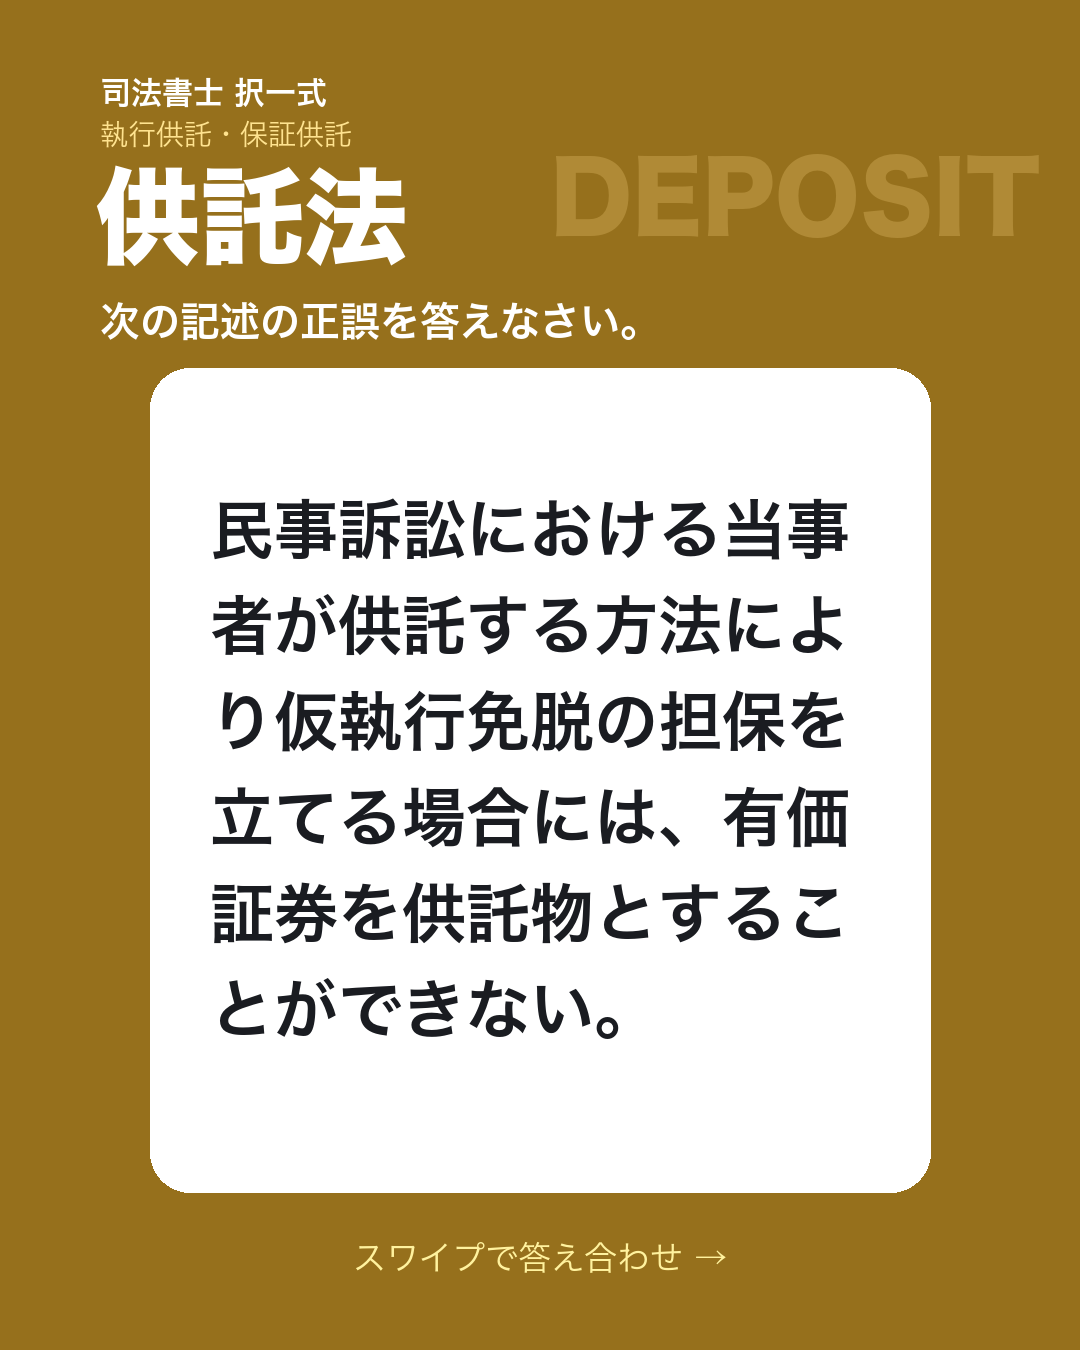 司法書士 択一式
執行供託・保証供託
供託法
DEPOSIT
次の記述の正誤を答えなさい。
民事訴訟における当事
者が供託する方法によ
り仮執行免脱の担保を
立てる場合には、有価
証券を供託物とするこ
とができない。
スワイプで答え合わせ →